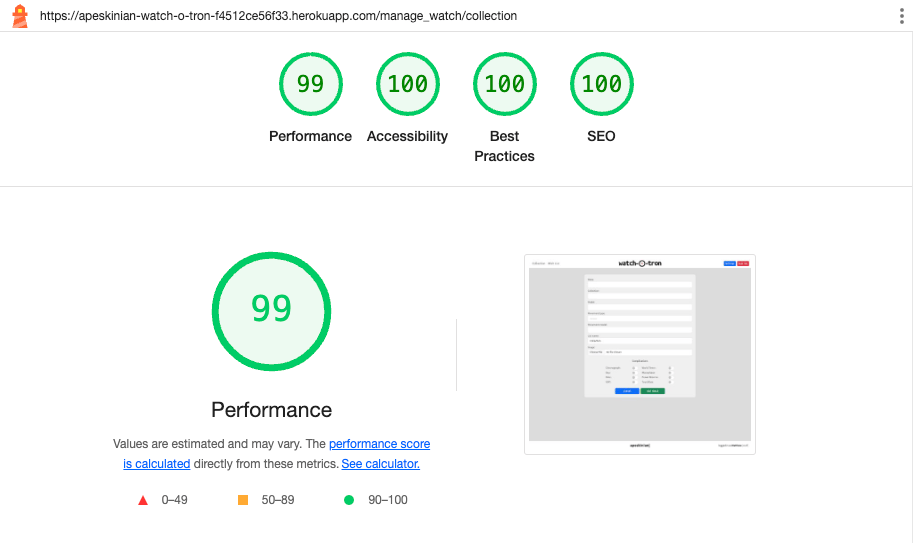 https://apeskinian-watch-o-tron-f4512ce56f33.herokuapp.com/manage_watch/collection
99
100
100
100
Performance
Accessibility
Best
Practices
SEO
99
Performance
Values are estimated and may vary. The performance score
is calculated directly from these metrics. See calculator.
0–49
50–89
90–100
watch-o-tron